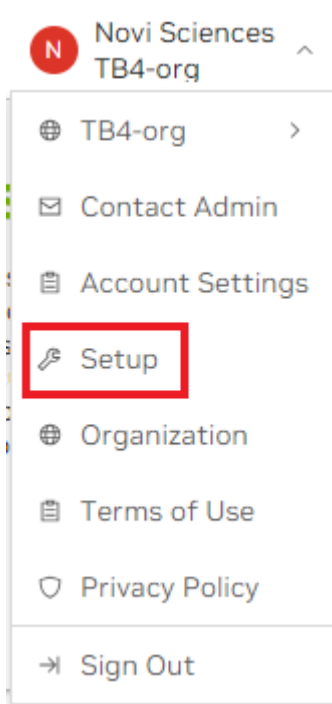 N
Novi Sciences
TB4-org
TB4-org
Contact Admin
Account Settings
Setup
Organization
Terms of Use
Privacy Policy
Sign Out